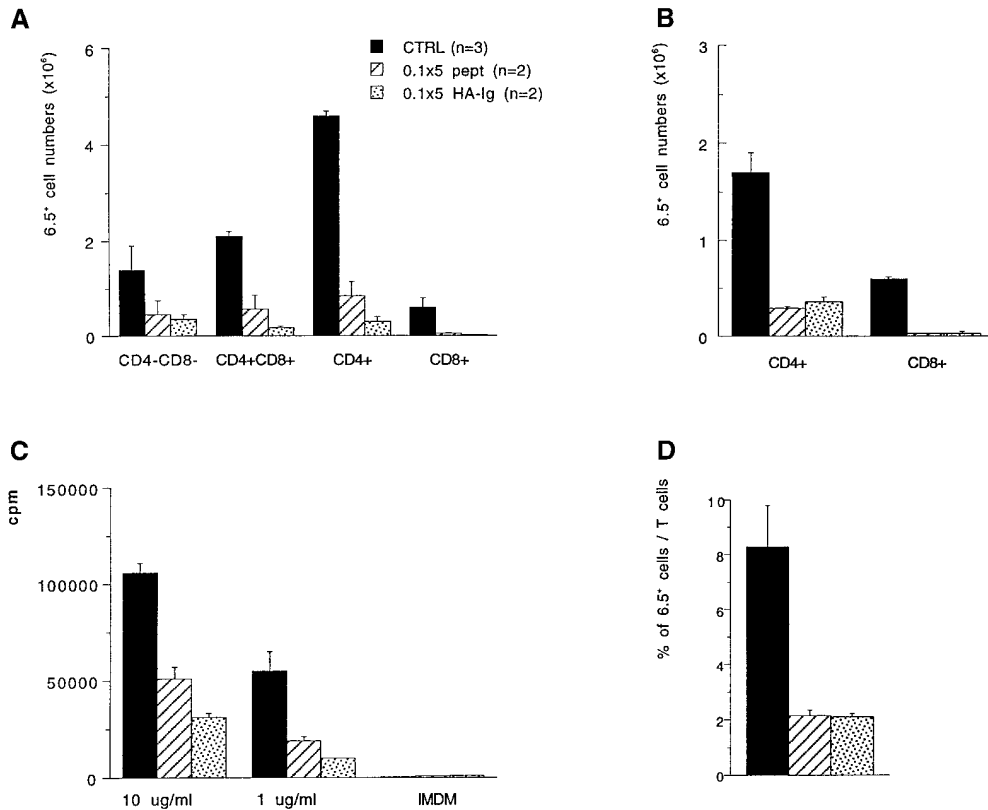 A
6.5⁺ cell numbers (x10⁶)
6
4
2
0
CTRL (n=3)
0.1x5 pept (n=2)
0.1x5 HA-Ig (n=2)
CD4-CD8-
CD4+CD8+
CD4+
CD8+
B
6.5⁺ cell numbers (x10⁶)
3
2
1
0
CD4+
CD8+
C
cpm
150000
100000
50000
0
10 ug/ml
1 ug/ml
IMDM
D
% of 6.5⁺ cells / T cells
10
8
6
4
2
0